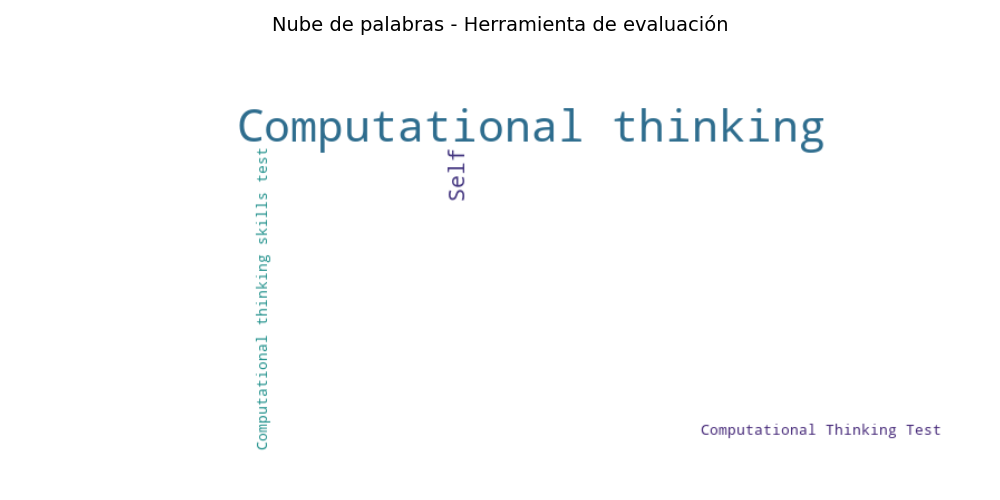 Nube de palabras - Herramienta de evaluación
Computational thinking
Computational thinking skills test
Self
Computational Thinking Test